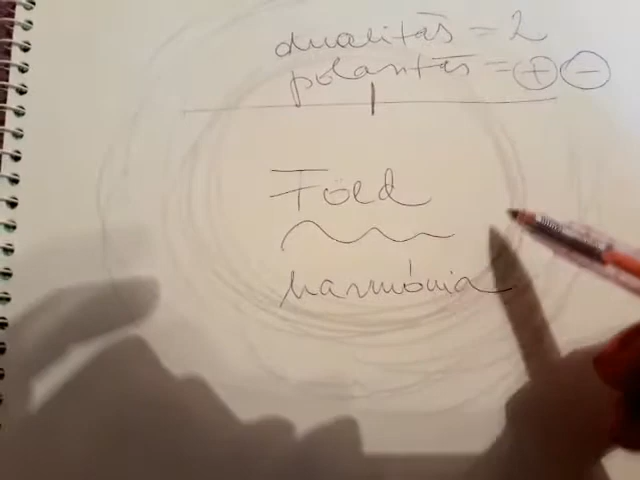 dualitás = 2
polaritás = ⊕ ⊖
Föld
harmónia